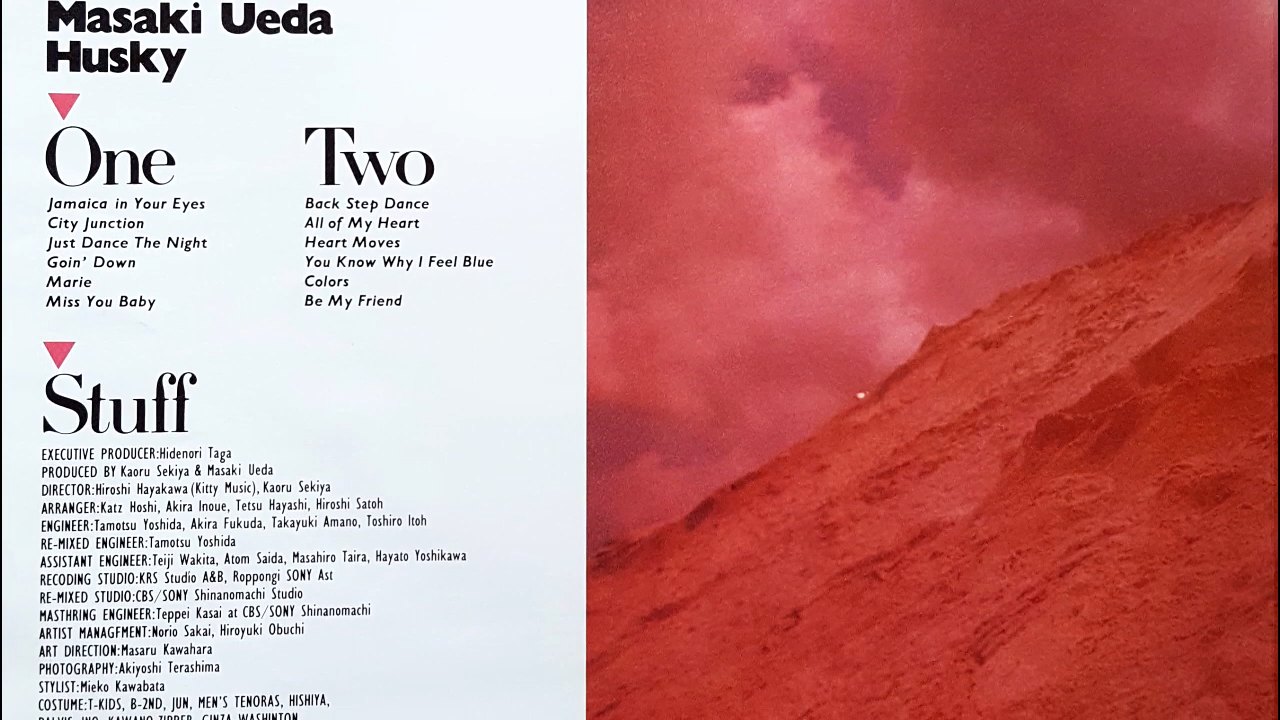 Masaki Ueda
Husky
One
Jamaica in Your Eyes
City Junction
Just Dance The Night
Goin' Down
Marie
Miss You Baby
Two
Back Step Dance
All of My Heart
Heart Moves
You Know Why I Feel Blue
Colors
Be My Friend
Stuff
EXECUTIVE PRODUCER:Hidenori Taga
PRODUCED BY Kaoru Sekiya & Masaki Ueda
DIRECTOR:Hiroshi Hayakawa (Kitty Music), Kaoru Sekiya
ARRANGER:Katz Hoshi, Akira Inoue, Tetsu Hayashi, Hiroshi Satoh
ENGINEER:Tamotsu Yoshida, Akira Fukuda, Takayuki Amano, Toshiro Itoh
RE-MIXED ENGINEER:Tamotsu Yoshida
ASSISTANT ENGINEER:Teiji Wakita, Atom Saida, Masahiro Taira, Hayato Yoshikawa
RECODING STUDIO:KRS Studio A&B, Roppongi SONY Ast
RE-MIXED STUDIO:CBS/SONY Shinanomachi Studio
MASTHRING ENGINEER:Teppei Kasai at CBS/SONY Shinanomachi
ARTIST MANAGFMENT:Norio Sakai, Hiroyuki Obuchi
ART DIRECTION:Masaru Kawahara
PHOTOGRAPHY:Akiyoshi Terashima
STYLIST:Mieko Kawabata
COSTUME:T-KIDS, B-2ND, JUN, MEN'S TENORAS, HISHIYA,